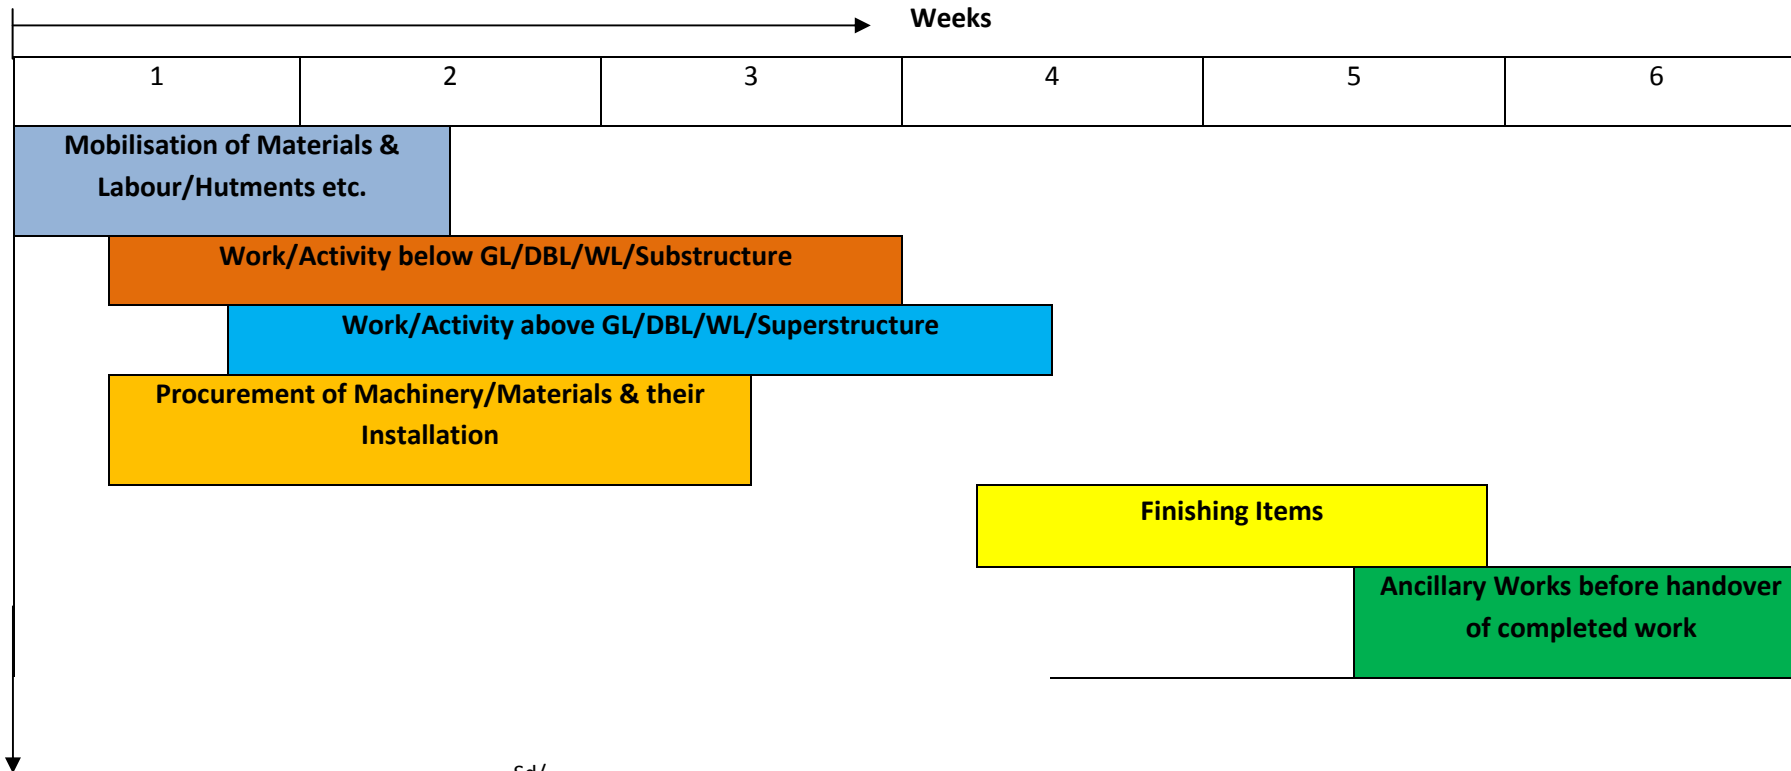 Weeks
1 2 3 4 5 6
Mobilisation of Materials &
Labour/Hutments etc.
Work/Activity below GL/DBL/WL/Substructure
Work/Activity above GL/DBL/WL/Superstructure
Procurement of Machinery/Materials & their
Installation
Finishing Items
Ancillary Works before handover
of completed work
Sd/